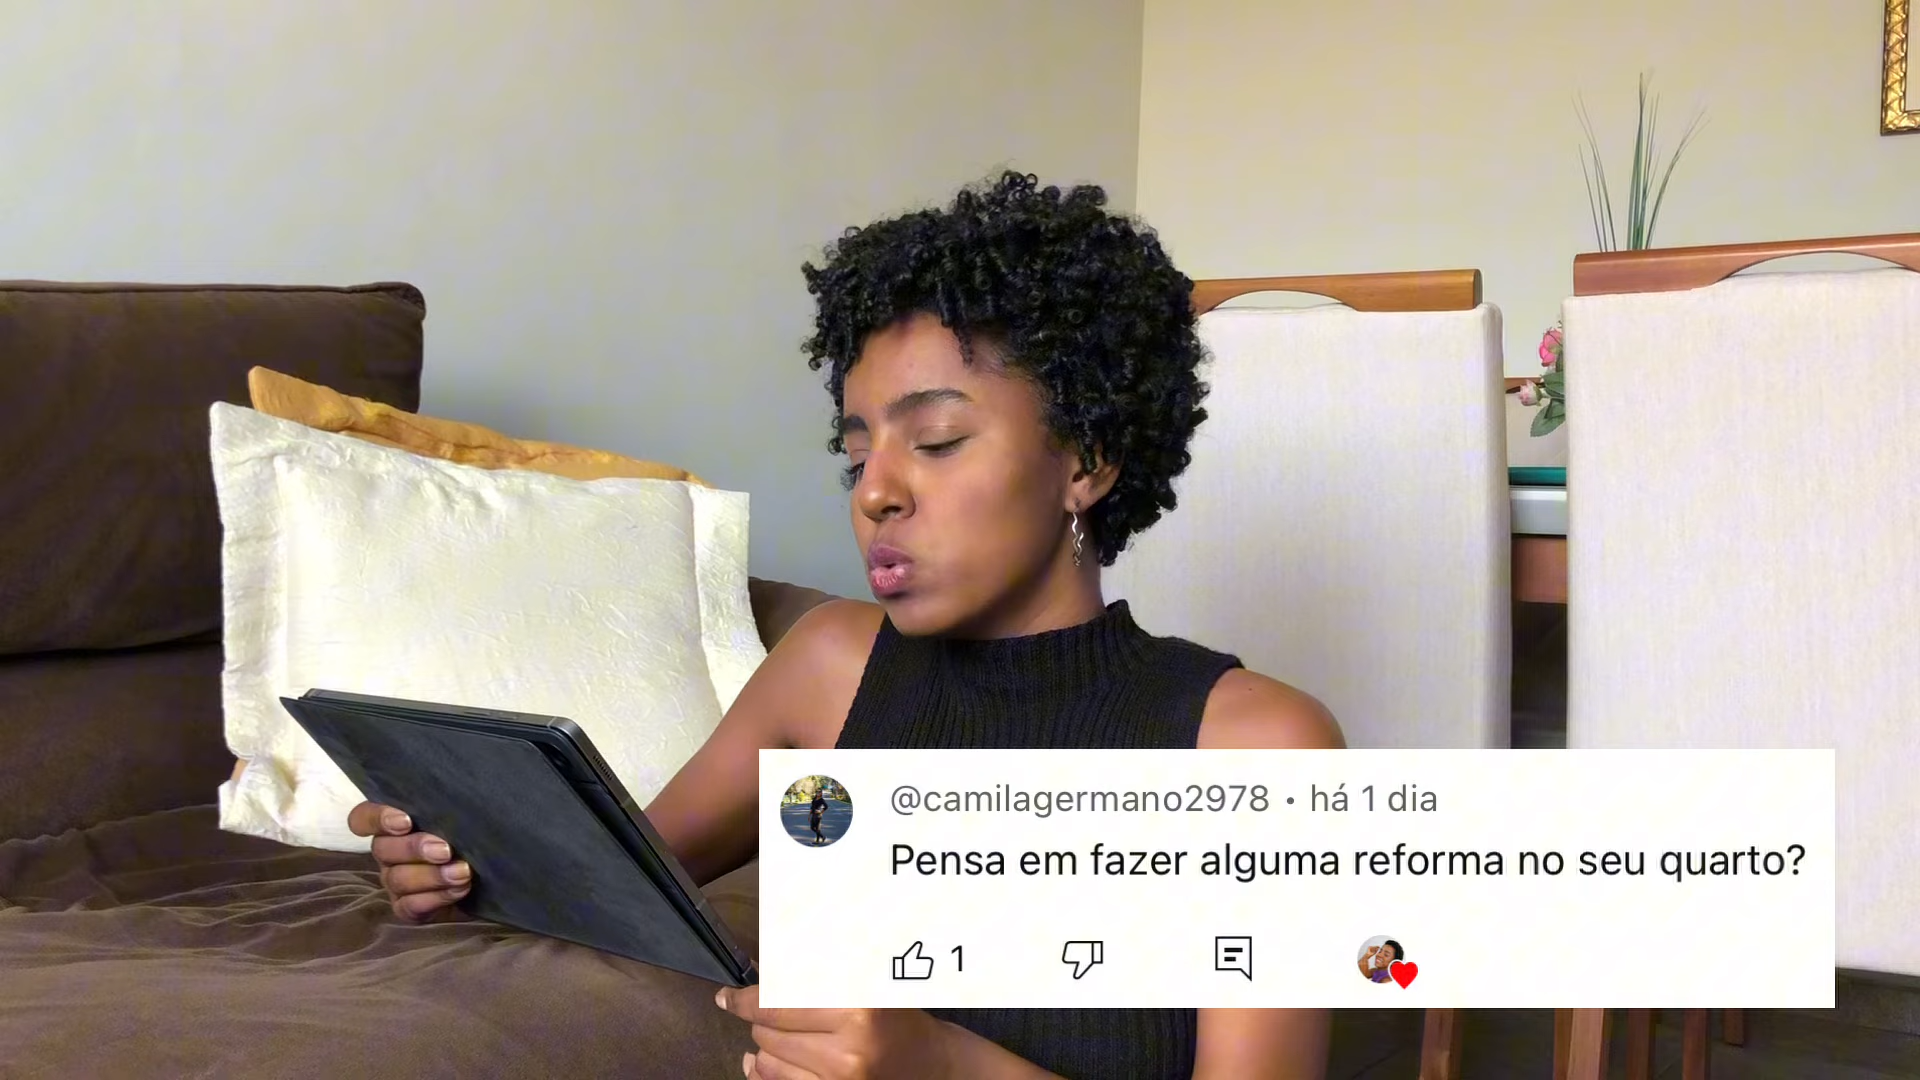 @camilagermano2978 • há 1 dia
Pensa em fazer alguma reforma no seu quarto?
1